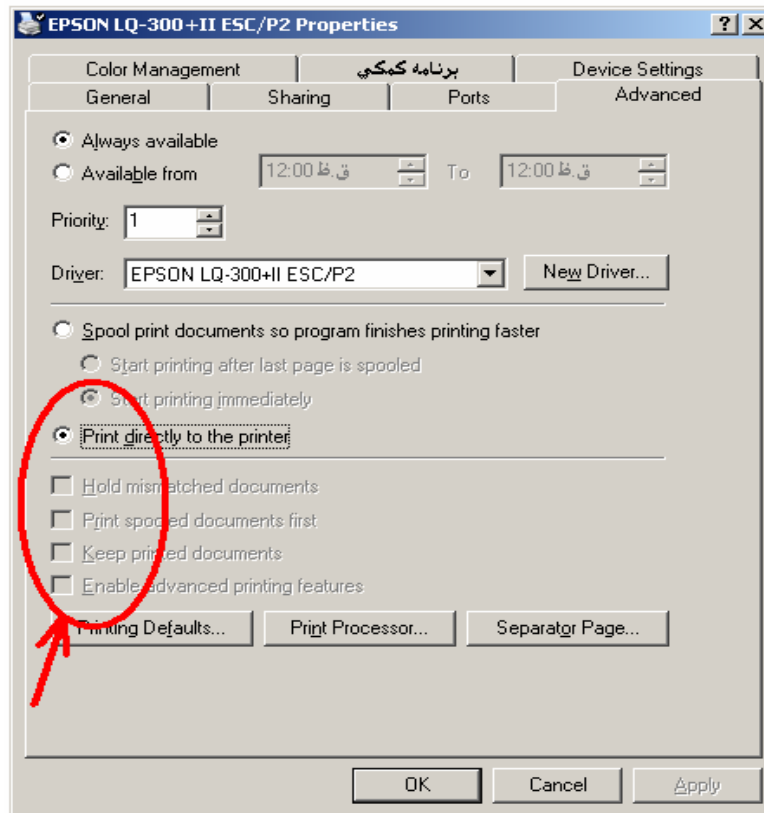 EPSON LQ-300+II ESC/P2 Properties
Color Management برنامه كمكي Device Settings
General Sharing Ports Advanced
Always available
Available from 12:00 ق.ظ To 12:00 ق.ظ
Priority: 1
Driver: EPSON LQ-300+II ESC/P2 New Driver...
Spool print documents so program finishes printing faster
Start printing after last page is spooled
Start printing immediately
Print directly to the printer
Hold mismatched documents
Print spooled documents first
Keep printed documents
Enable advanced printing features
Printing Defaults... Print Processor... Separator Page...
OK Cancel Apply